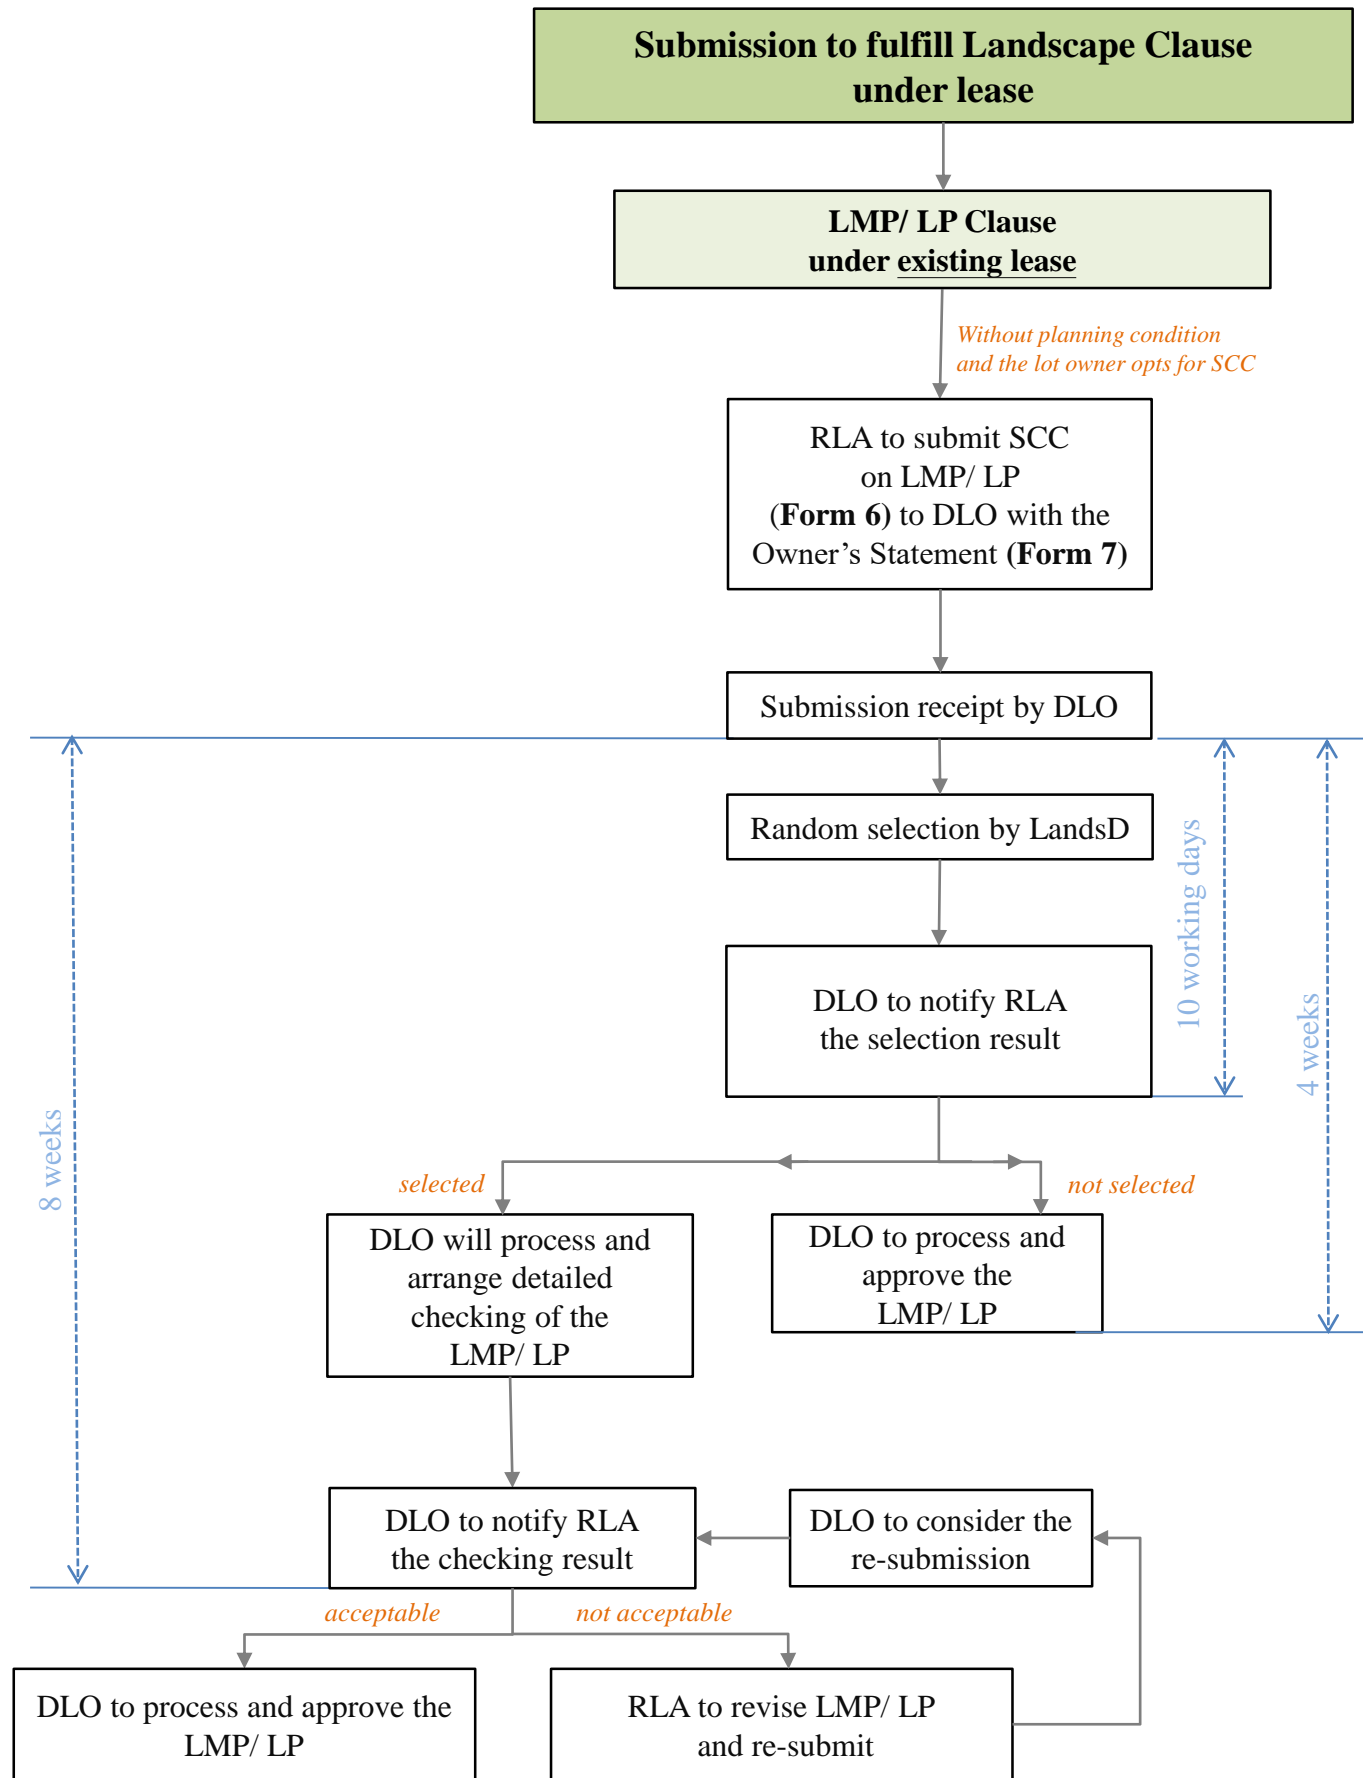 Submission to fulfill Landscape Clause
under lease
LMP/ LP Clause
under existing lease
Without planning condition
and the lot owner opts for SCC
RLA to submit SCC
on LMP/ LP
(Form 6) to DLO with the
Owner’s Statement (Form 7)
Submission receipt by DLO
Random selection by LandsD
10 working days
DLO to notify RLA
the selection result
4 weeks
8 weeks
selected
not selected
DLO will process and
arrange detailed
checking of the
LMP/ LP
DLO to process and
approve the
LMP/ LP
DLO to notify RLA
the checking result
DLO to consider the
re-submission
acceptable
not acceptable
DLO to process and approve the
LMP/ LP
RLA to revise LMP/ LP
and re-submit